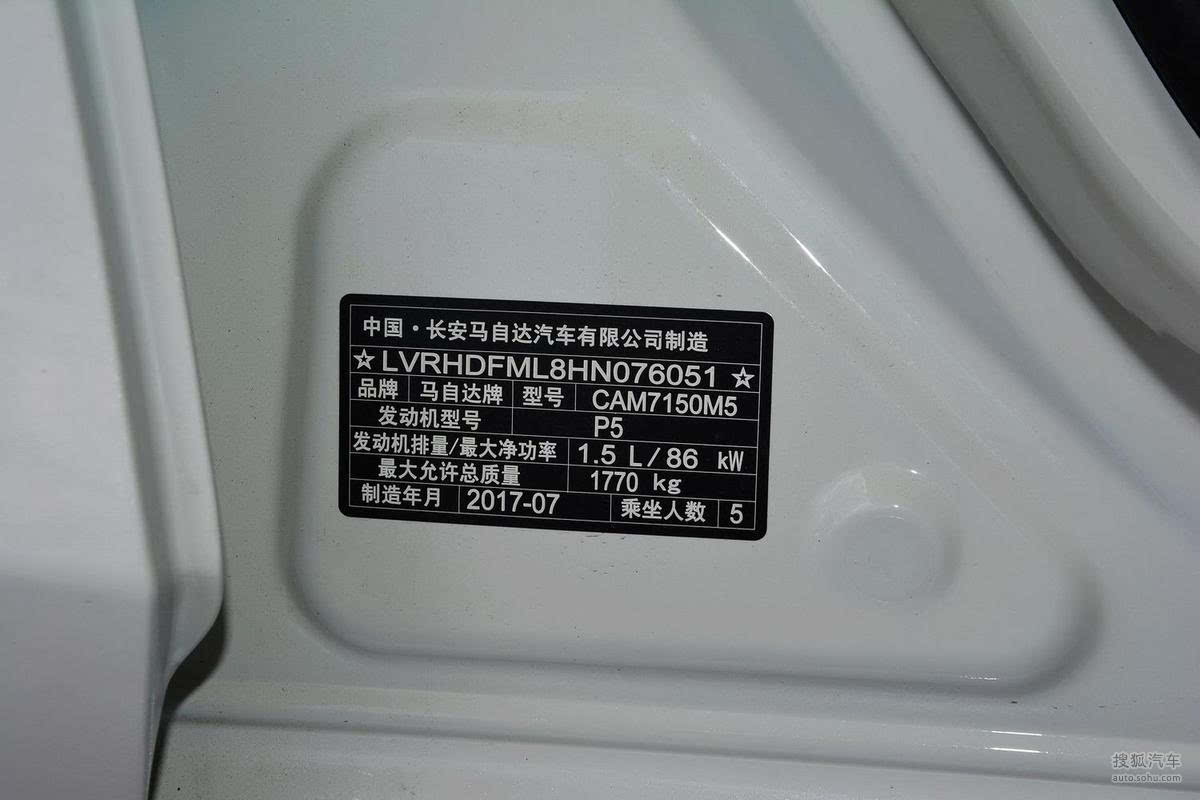 中国·长安马自达汽车有限公司制造
☆LVRHDFML8HN076051☆
品牌 马自达牌 型号 CAM7150M5
发动机型号 P5
发动机排量/最大净功率 1.5 L/86 kW
最大允许总质量 1770 kg
制造年月 2017-07 乘坐人数 5
搜狐汽车
auto.sohu.com